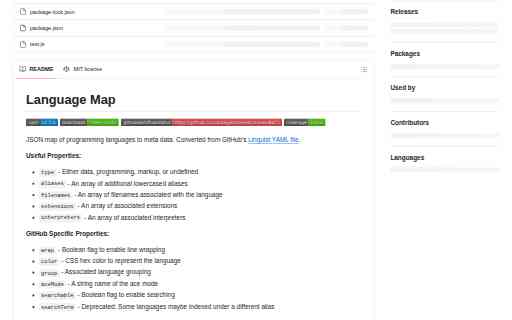 package-lock.json
package.json
test.js
README
MIT license
Language Map
JSON map of programming languages to meta data. Converted from GitHub's Linquist YAML file.
Useful Properties:
type - Either data, programming, markup, or undefined
aliases - An array of additional lowercased aliases
filenames - An array of filenames associated with the language
extensions - An array of associated extensions
interpreters - An array of associated interpreters
GitHub Specific Properties:
wrap - Boolean flag to enable line wrapping
color - CSS hex color to represent the language
group - Associated language grouping
aceMode - A string name of the ace mode
searchable - Boolean flag to enable searching
searchTerm - Deprecated: Some languages maybe indexed under a different alias
Releases
Packages
Used by
Contributors
Languages